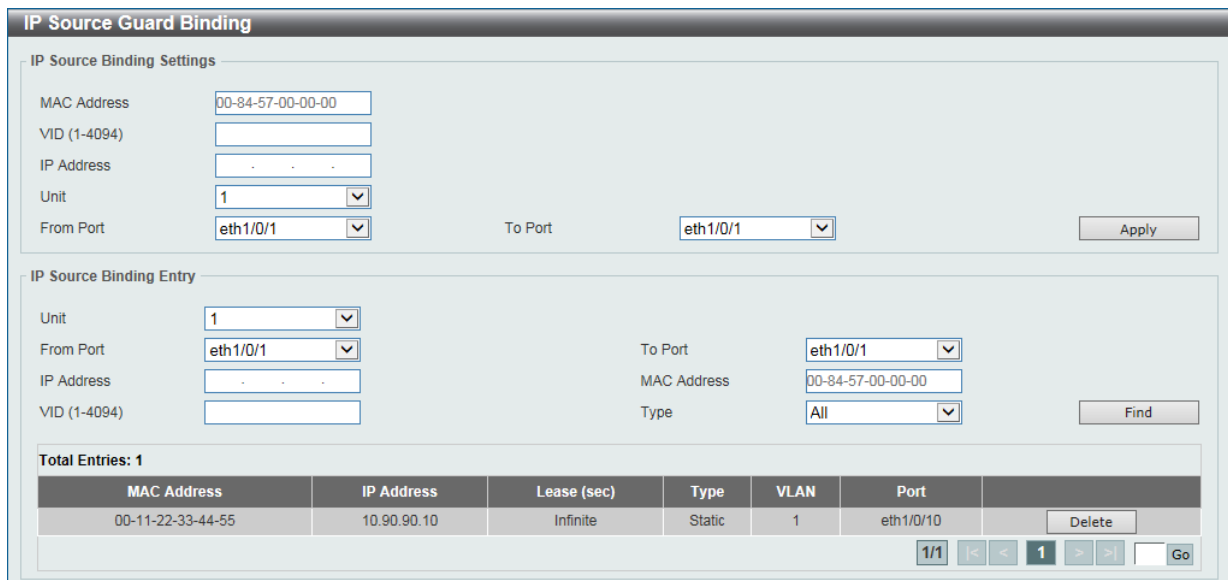 IP Source Guard Binding
IP Source Binding Settings
MAC Address 00-84-57-00-00-00
VID (1-4094)
IP Address . . .
Unit 1
From Port eth1/0/1 To Port eth1/0/1 Apply
IP Source Binding Entry
Unit 1
From Port eth1/0/1 To Port eth1/0/1
IP Address . . . MAC Address 00-84-57-00-00-00
VID (1-4094) Type All Find
Total Entries: 1
MAC Address IP Address Lease (sec) Type VLAN Port
00-11-22-33-44-55 10.90.90.10 Infinite Static 1 eth1/0/10 Delete
1/1 |< < 1 > >| Go